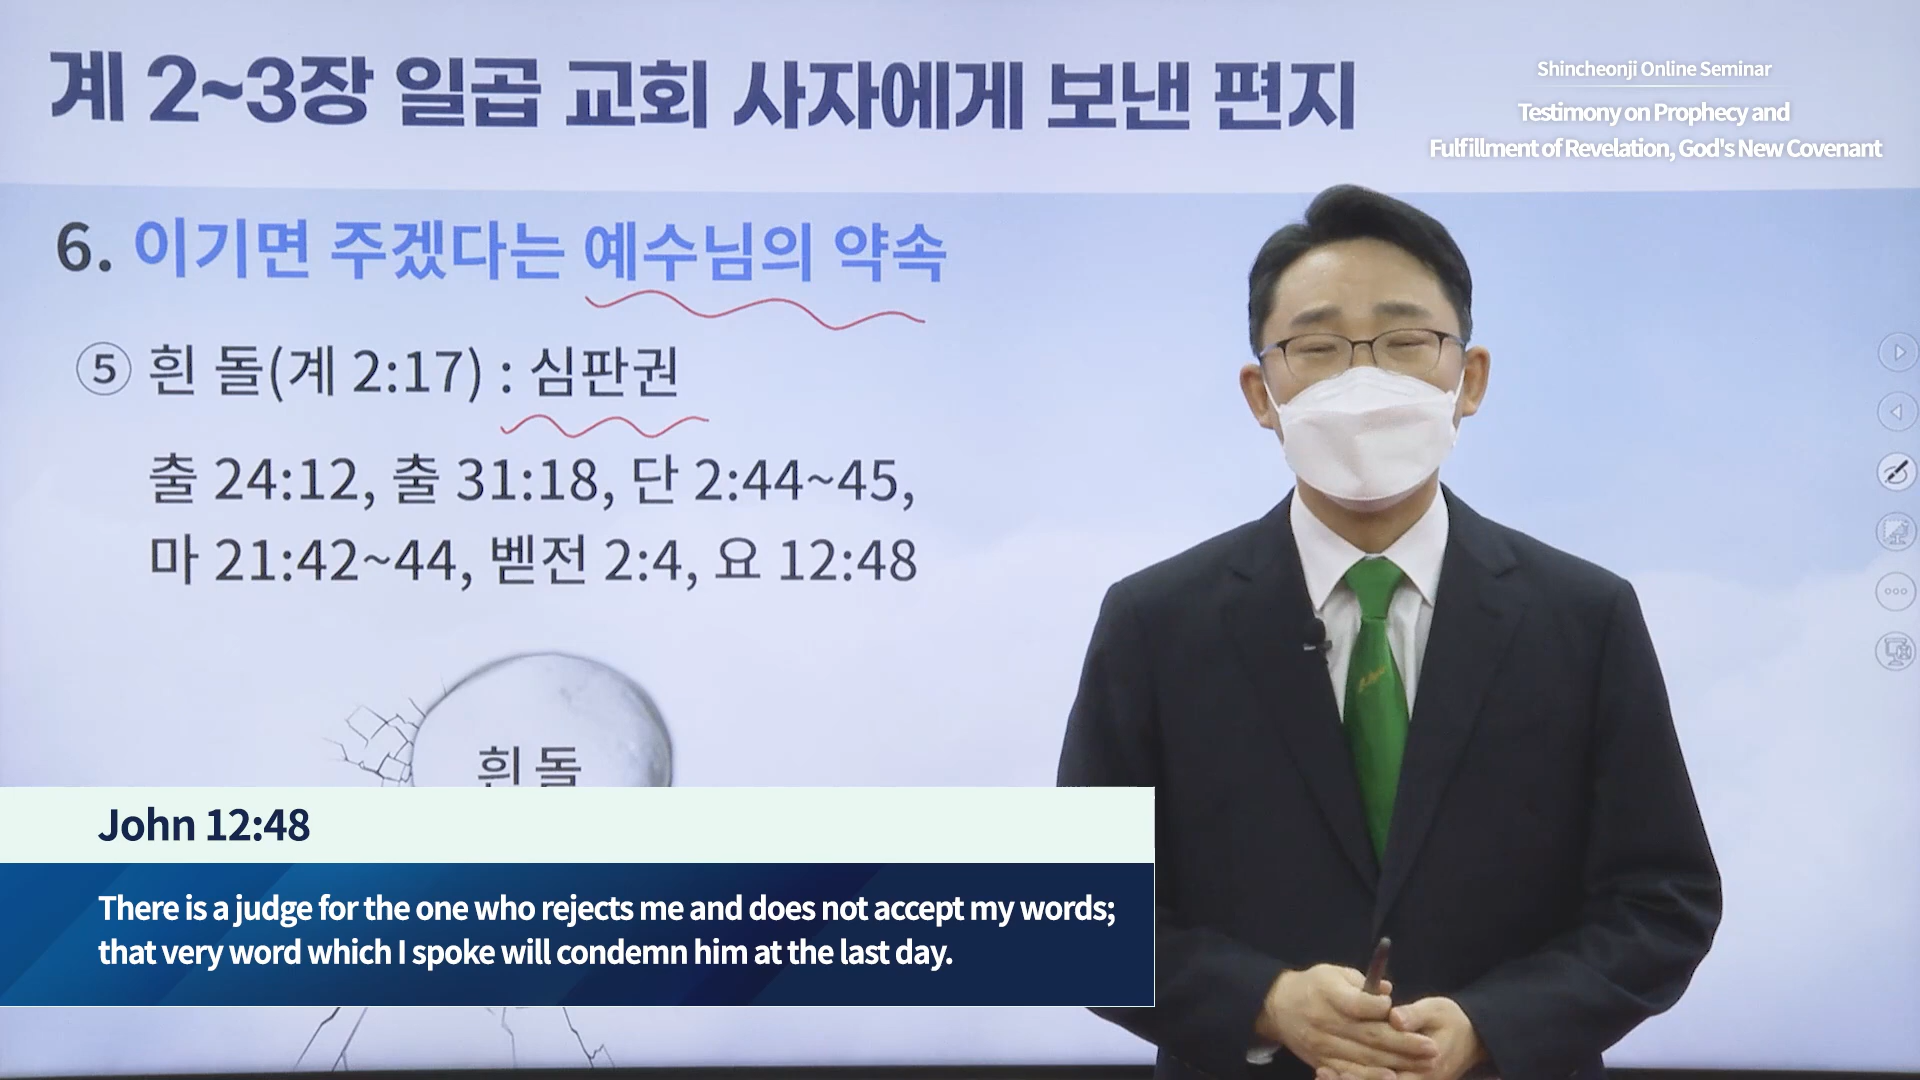 계 2~3장 일곱 교회 사자에게 보낸 편지
Shincheonji Online Seminar
Testimony on Prophecy and
Fulfillment of Revelation, God's New Covenant
6. 이기면 주겠다는 예수님의 약속
⑤ 흰 돌(계 2:17) : 심판권
출 24:12, 출 31:18, 단 2:44~45,
마 21:42~44, 벧전 2:4, 요 12:48
흰 돌
John 12:48
There is a judge for the one who rejects me and does not accept my words;
that very word which I spoke will condemn him at the last day.